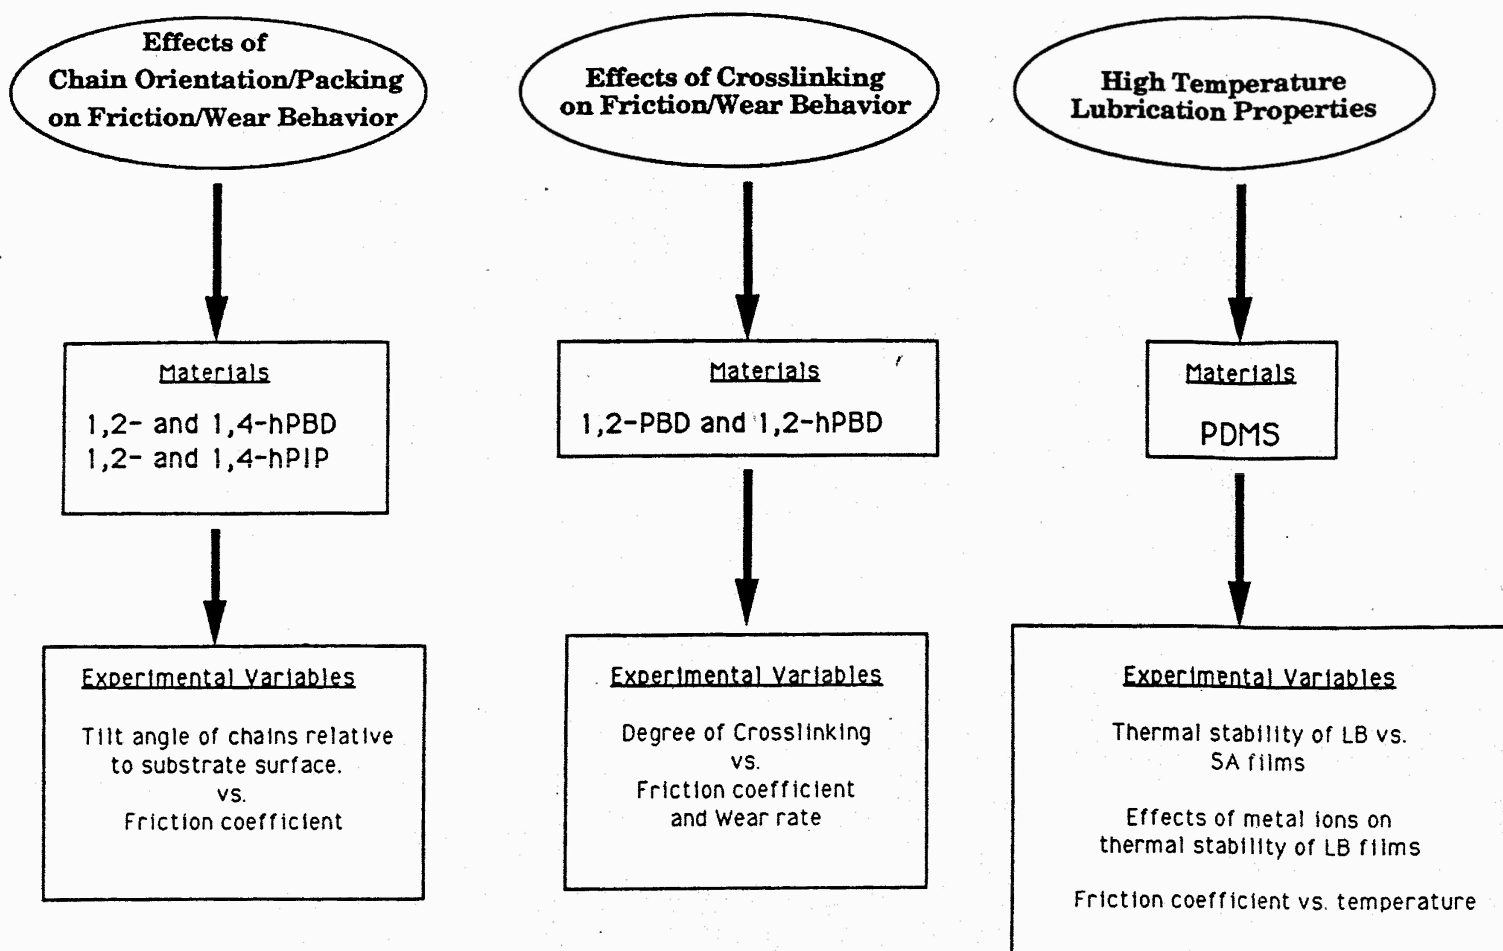 Effects of
Chain Orientation/Packing
on Friction/Wear Behavior
Materials
1,2- and 1,4-hPBD
1,2- and 1,4-hPIP
Experimental Variables
Tilt angle of chains relative
to substrate surface.
vs.
Friction coefficient
Effects of Crosslinking
on Friction/Wear Behavior
Materials
1,2-PBD and 1,2-hPBD
Experimental Variables
Degree of Crosslinking
vs.
Friction coefficient
and Wear rate
High Temperature
Lubrication Properties
Materials
PDMS
Experimental Variables
Thermal stability of LB vs.
SA films
Effects of metal ions on
thermal stability of LB films
Friction coefficient vs. temperature